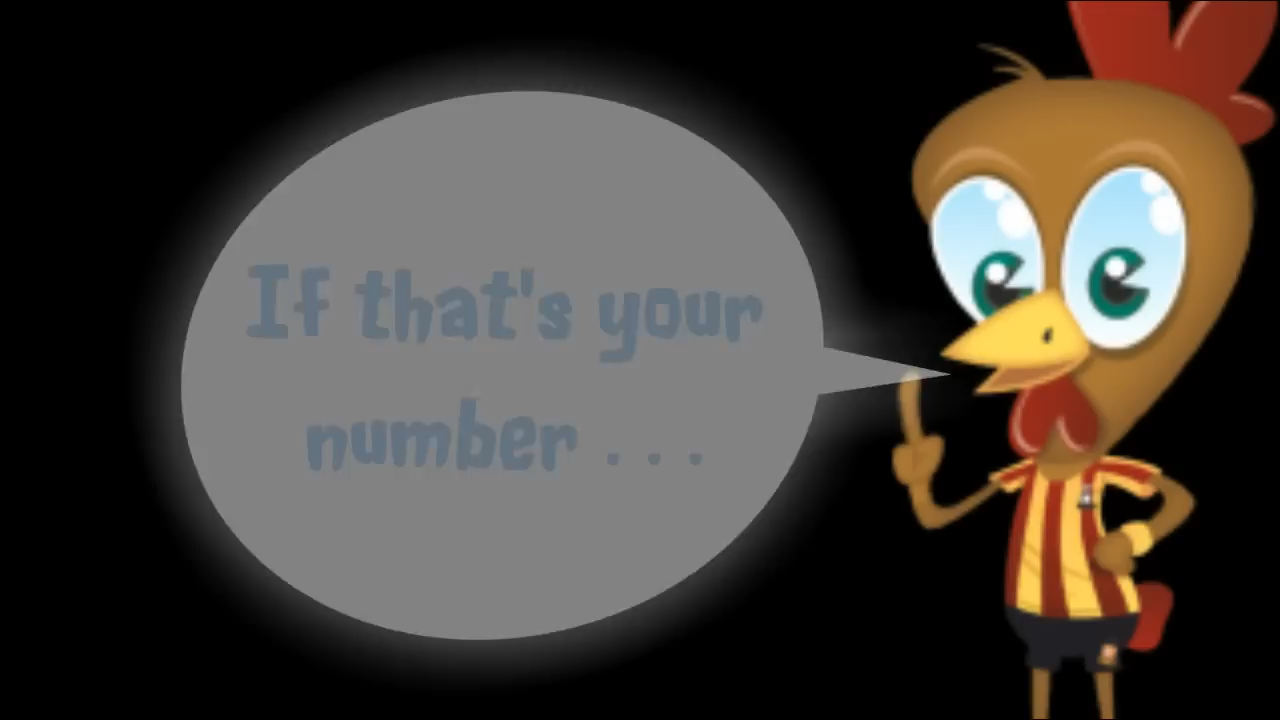 If that's your
number . . .